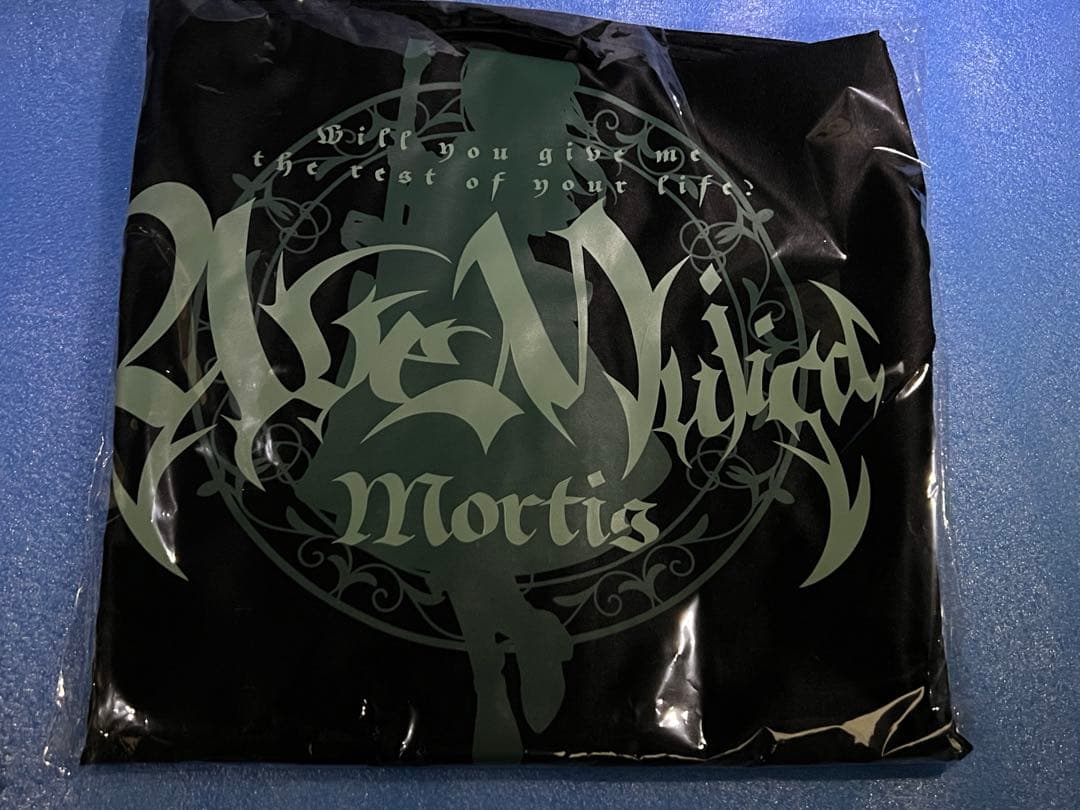 Will you give me
the rest of your life?
Ave Mujica
Mortis